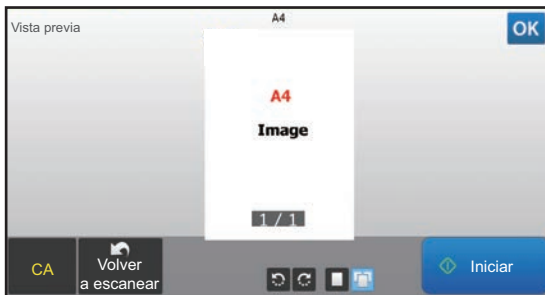 A4
Vista previa
OK
A4
Image
1 / 1
CA
Volver
a escanear
Iniciar